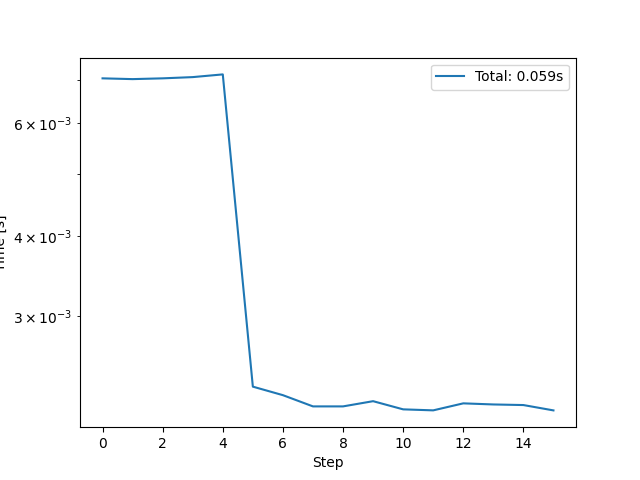 Total: 0.059s
6 × 10⁻³
4 × 10⁻³
3 × 10⁻³
Time [s]
0 2 4 6 8 10 12 14
Step